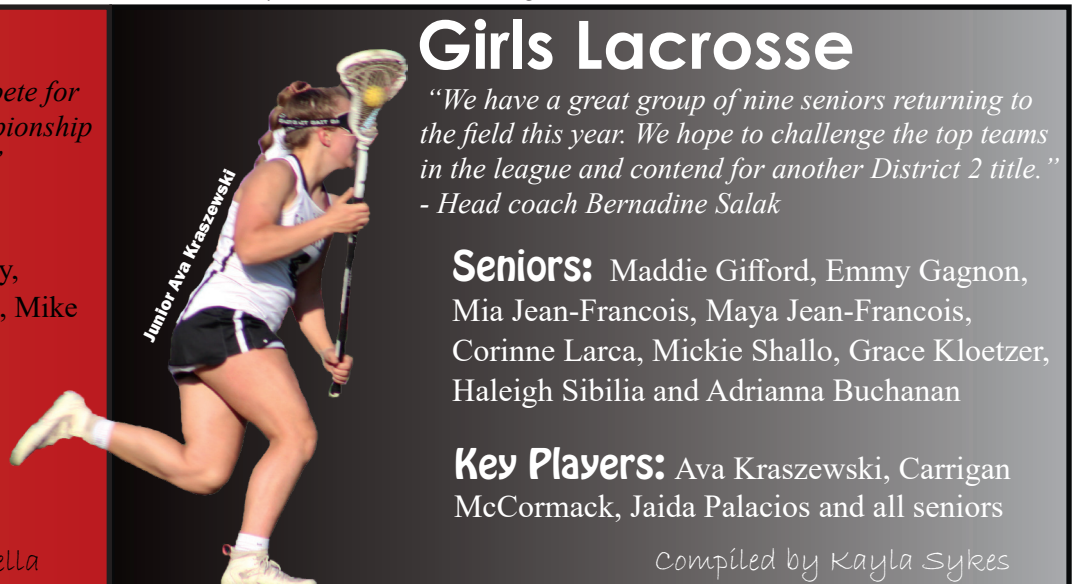 pete for
pionship
”
y,
, Mike
ella
Junior Ava Kraszewski
Girls Lacrosse
“We have a great group of nine seniors returning to
the field this year. We hope to challenge the top teams
in the league and contend for another District 2 title.”
- Head coach Bernadine Salak
Seniors: Maddie Gifford, Emmy Gagnon,
Mia Jean-Francois, Maya Jean-Francois,
Corinne Larca, Mickie Shallo, Grace Kloetzer,
Haleigh Sibilia and Adrianna Buchanan
Key Players: Ava Kraszewski, Carrigan
McCormack, Jaida Palacios and all seniors
Compiled by Kayla Sykes